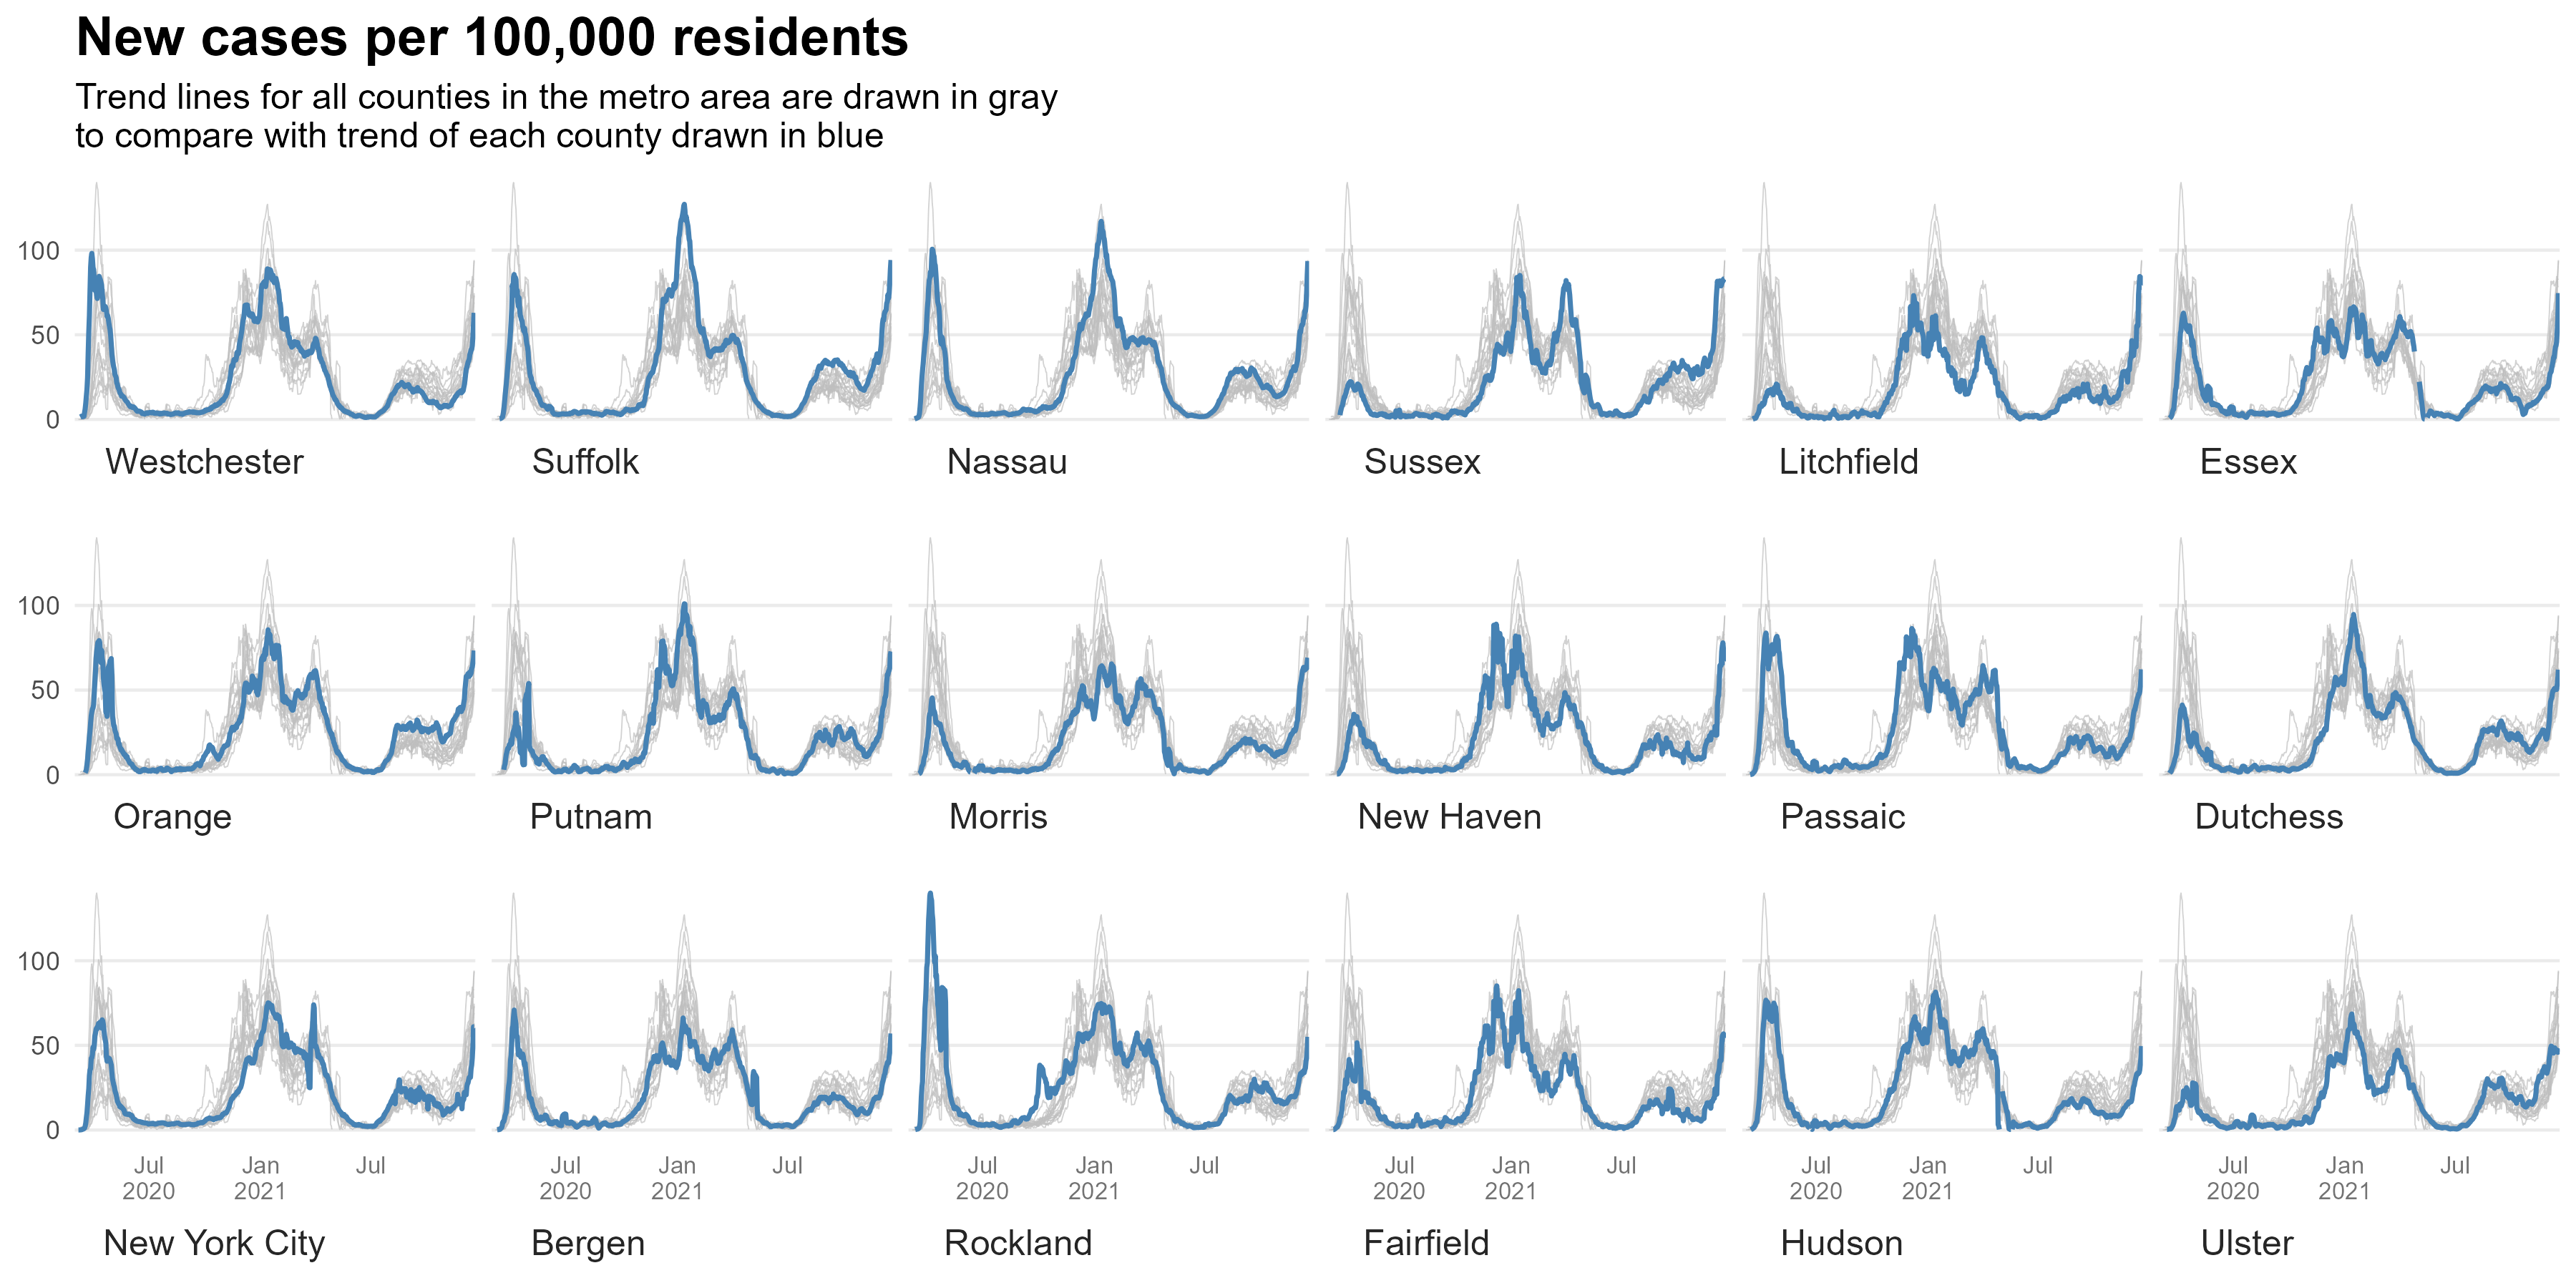 New cases per 100,000 residents
Trend lines for all counties in the metro area are drawn in gray
to compare with trend of each county drawn in blue
100
50
0
Westchester
Suffolk
Nassau
Sussex
Litchfield
Essex
100
50
0
Orange
Putnam
Morris
New Haven
Passaic
Dutchess
100
50
0
Jul
2020
Jan
2021
Jul
Jul
2020
Jan
2021
Jul
Jul
2020
Jan
2021
Jul
Jul
2020
Jan
2021
Jul
Jul
2020
Jan
2021
Jul
Jul
2020
Jan
2021
Jul
New York City
Bergen
Rockland
Fairfield
Hudson
Ulster